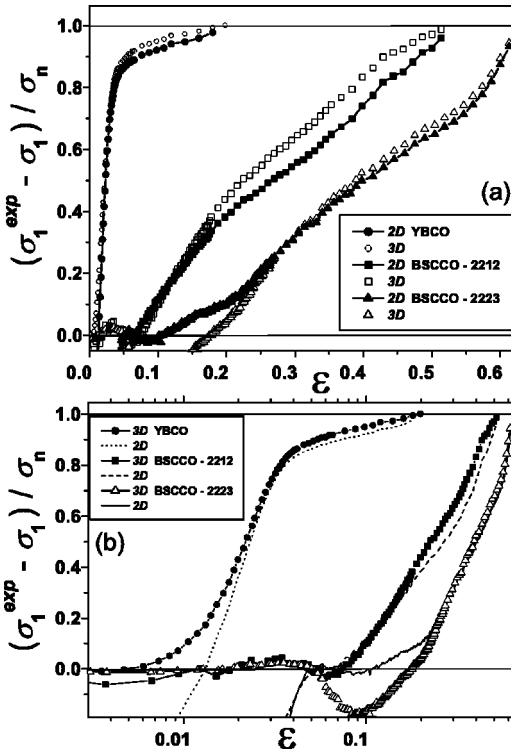 1.0
0.8
0.6
0.4
0.2
0.0
(σ₁ᵉˣᵖ - σ₁) / σₙ
(a)
2D YBCO
3D
2D BSCCO - 2212
3D
2D BSCCO - 2223
3D
0.0 0.1 0.2 0.3 0.4 0.5 0.6
ε
1.0
0.8
0.6
0.4
0.2
0.0
(σ₁ᵉˣᵖ - σ₁) / σₙ
3D YBCO
2D
3D BSCCO - 2212
2D
3D BSCCO - 2223
2D
(b)
0.01 0.1
ε